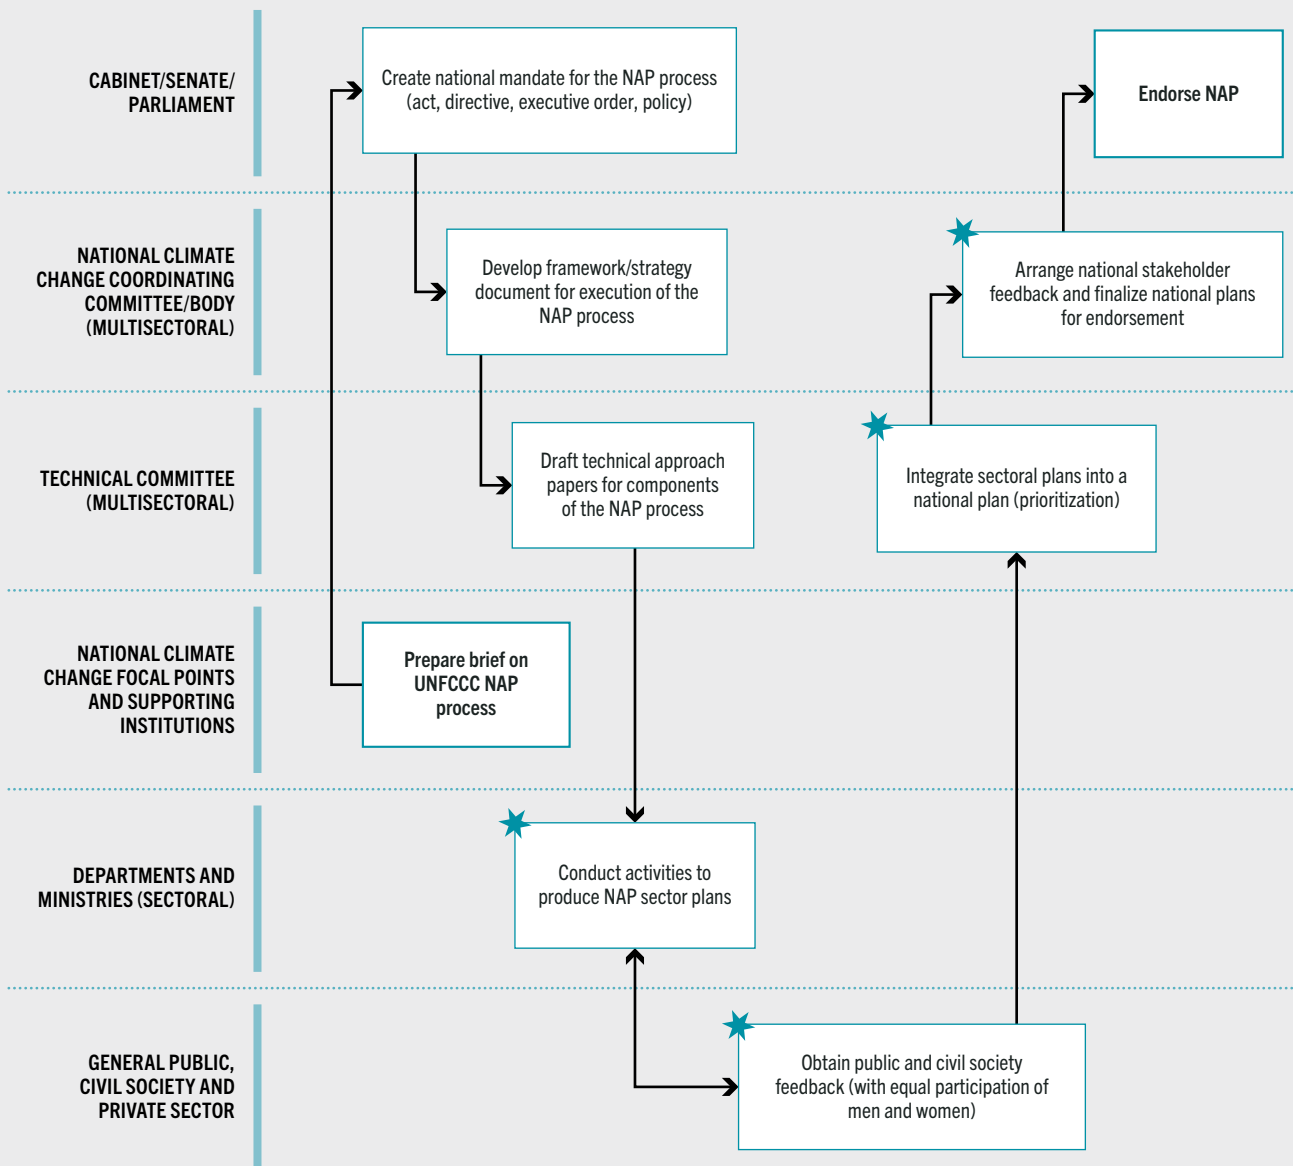 CABINET/SENATE/
PARLIAMENT
Create national mandate for the NAP process
(act, directive, executive order, policy)
Endorse NAP
NATIONAL CLIMATE
CHANGE COORDINATING
COMMITTEE/BODY
(MULTISECTORAL)
Develop framework/strategy
document for execution of the
NAP process
Arrange national stakeholder
feedback and finalize national plans
for endorsement
TECHNICAL COMMITTEE
(MULTISECTORAL)
Draft technical approach
papers for components
of the NAP process
Integrate sectoral plans into a
national plan (prioritization)
NATIONAL CLIMATE
CHANGE FOCAL POINTS
AND SUPPORTING
INSTITUTIONS
Prepare brief on
UNFCCC NAP
process
DEPARTMENTS AND
MINISTRIES (SECTORAL)
Conduct activities to
produce NAP sector plans
GENERAL PUBLIC,
CIVIL SOCIETY AND
PRIVATE SECTOR
Obtain public and civil society
feedback (with equal participation of
men and women)